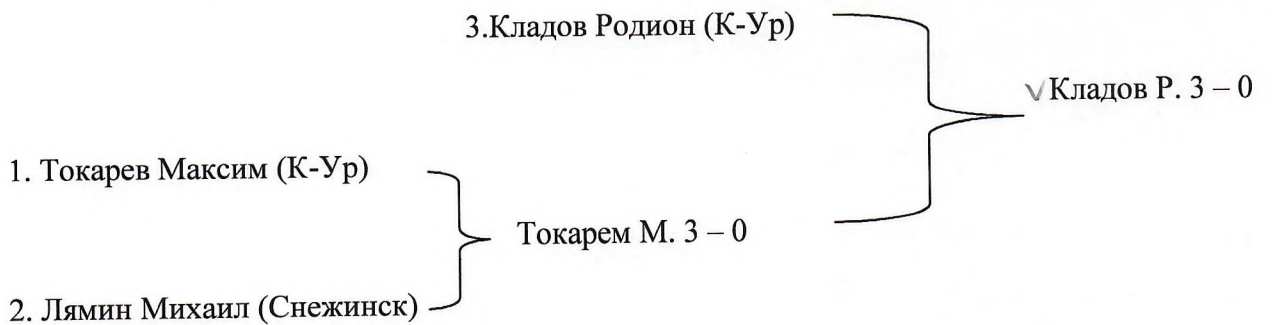 3.Кладов Родион (К-Ур)
Кладов Р. 3 – 0
1. Токарев Максим (К-Ур)
Токарем М. 3 – 0
2. Лямин Михаил (Снежинск)